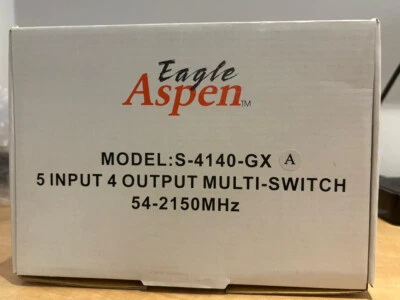 Eagle
Aspen™
MODEL:S-4140-GX A
5 INPUT 4 OUTPUT MULTI-SWITCH
54-2150MHz